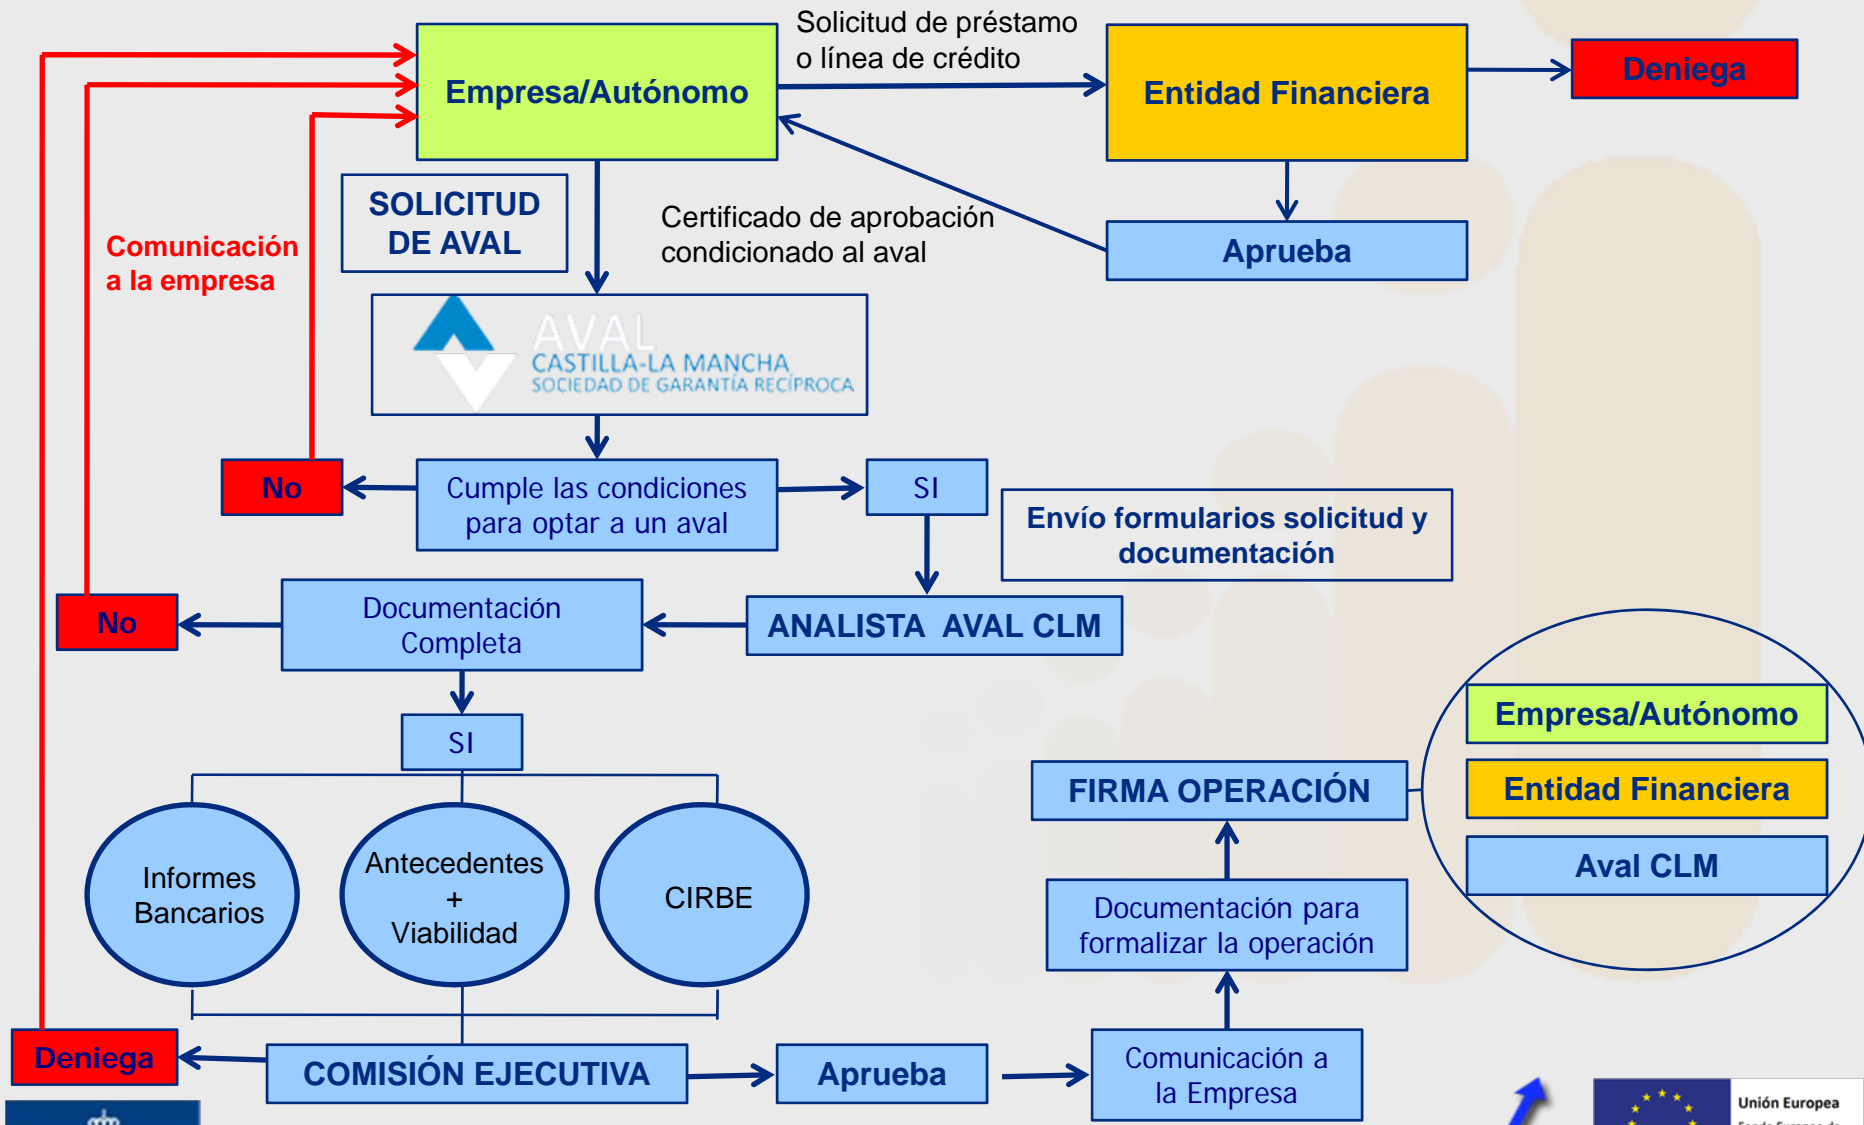 Solicitud de préstamo
o línea de crédito
Empresa/Autónomo
Entidad Financiera
Deniega
SOLICITUD
DE AVAL
Certificado de aprobación
condicionado al aval
Aprueba
Comunicación
a la empresa
AVAL
CASTILLA-LA MANCHA
SOCIEDAD DE GARANTÍA RECÍPROCA
No
Cumple las condiciones
para optar a un aval
SI
Envío formularios solicitud y
documentación
No
Documentación
Completa
ANALISTA AVAL CLM
SI
Informes
Bancarios
Antecedentes
+
Viabilidad
CIRBE
FIRMA OPERACIÓN
Empresa/Autónomo
Entidad Financiera
Aval CLM
Documentación para
formalizar la operación
Deniega
COMISIÓN EJECUTIVA
Aprueba
Comunicación a
la Empresa
Unión Europea